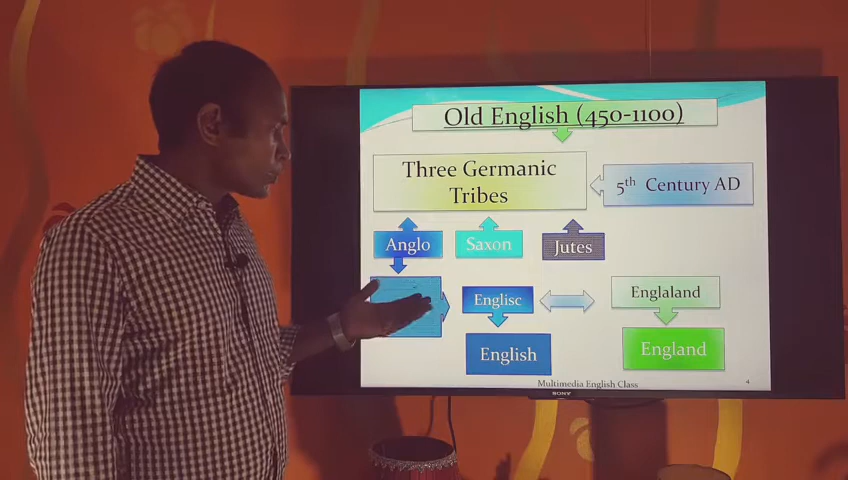 Old English (450-1100)
Three Germanic
Tribes
5th Century AD
Anglo
Saxon
Jutes
Englisc
Englaland
English
England
Multimedia English Class
4
SONY